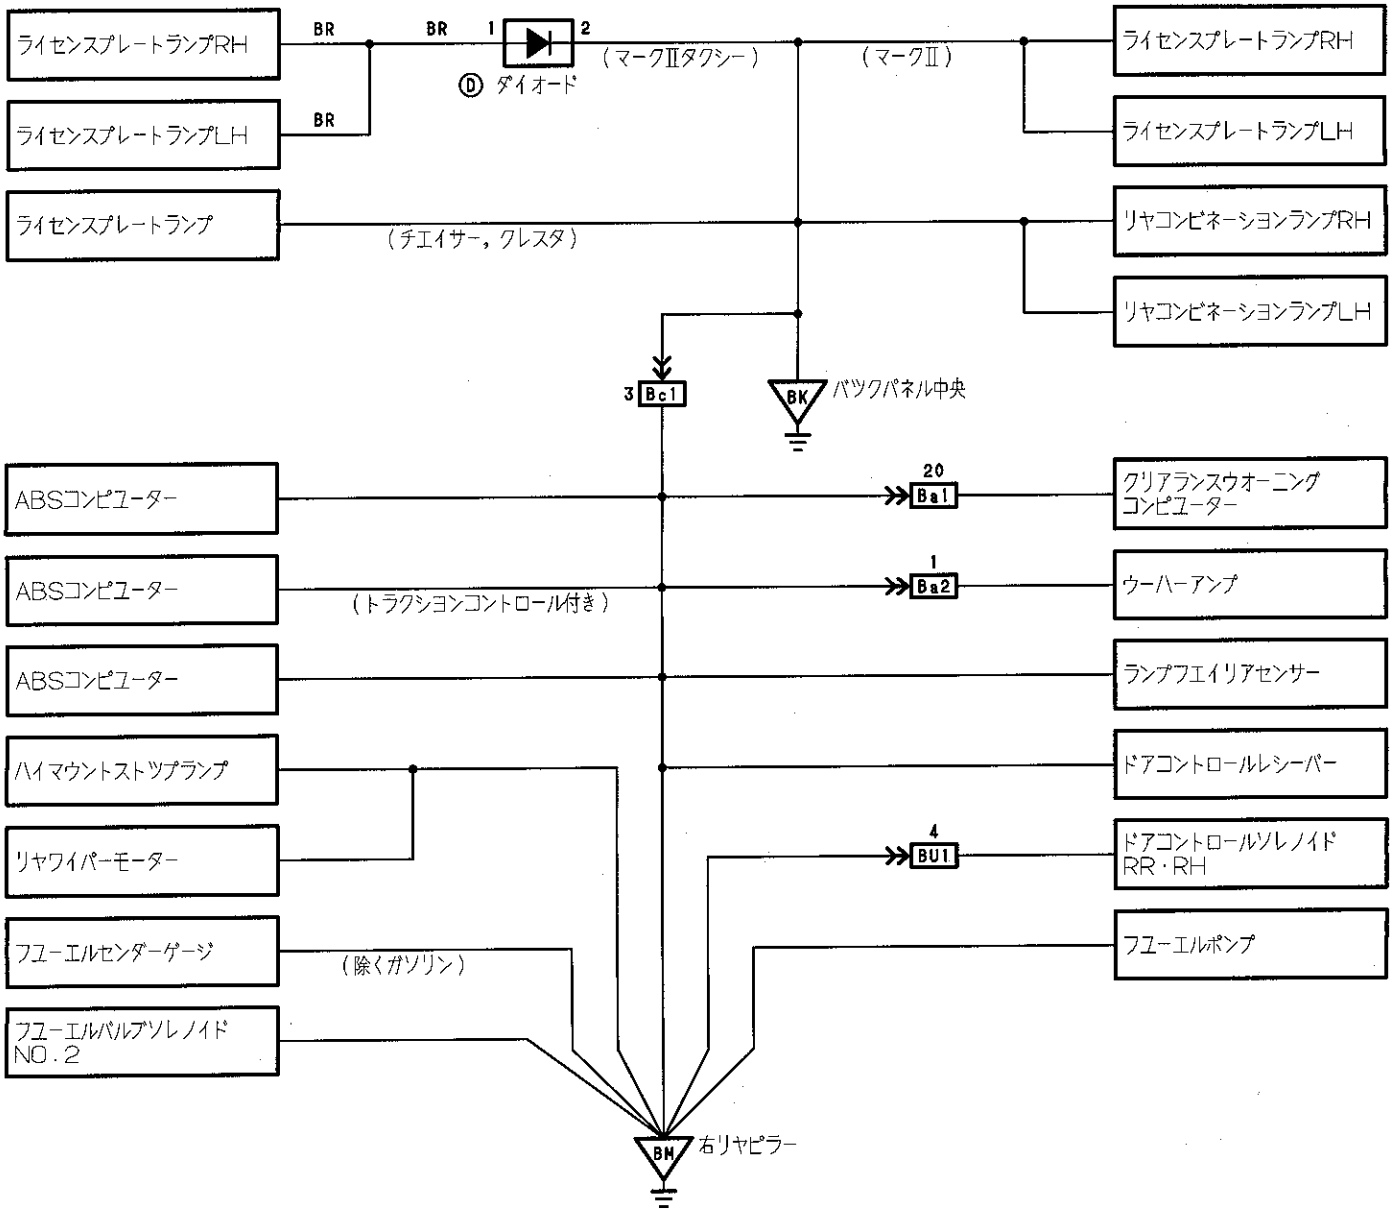 ライセンスプレートランプRH
BR
BR
1
2
(マークⅡタクシー)
(マークⅡ)
ライセンスプレートランプRH
Ⓓ ダイオード
ライセンスプレートランプLH
BR
ライセンスプレートランプLH
ライセンスプレートランプ
(チエイサー, クレスタ)
リヤコンビネーションランプRH
リヤコンビネーションランプLH
3
Bc1
BK
バツクパネル中央
ABSコンピユーター
20
Ba1
クリアランスウオーニング
コンピユーター
ABSコンピユーター
(トラクシヨンコントロール付き)
1
Ba2
ウーハーアンプ
ABSコンピユーター
ランプフエイリアセンサー
ハイマウントストツプランプ
ドアコントロールレシーバー
リヤワイパーモーター
4
BU1
ドアコントロールソレノイド
RR・RH
フユーエルセンダーゲージ
(除くガソリン)
フユーエルポンプ
フユーエルバルブソレノイド
NO.2
BM
右リヤピラー